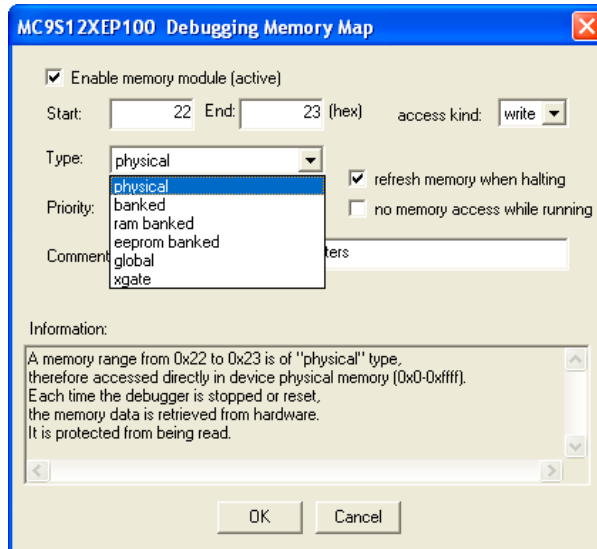 MC9S12XEP100 Debugging Memory Map
Enable memory module (active)
Start: 22 End: 23 (hex) access kind: write
Type: physical
physical
banked
ram banked
eeprom banked
global
xgate
refresh memory when halting
Priority: no memory access while running
Comment ters
Information:
A memory range from 0x22 to 0x23 is of "physical" type,
therefore accessed directly in device physical memory (0x0-0xffff).
Each time the debugger is stopped or reset,
the memory data is retrieved from hardware.
It is protected from being read.
OK Cancel